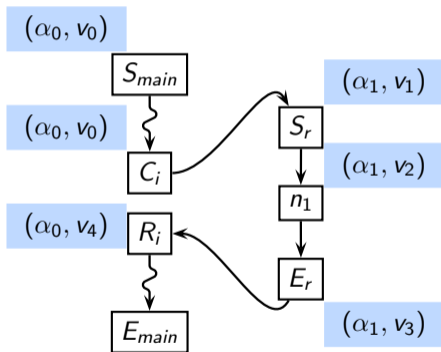 (α₀, v₀)
S_main
(α₁, v₁)
(α₀, v₀)
S_r
C_i
(α₁, v₂)
n₁
(α₀, v₄)
R_i
E_r
E_main
(α₁, v₃)